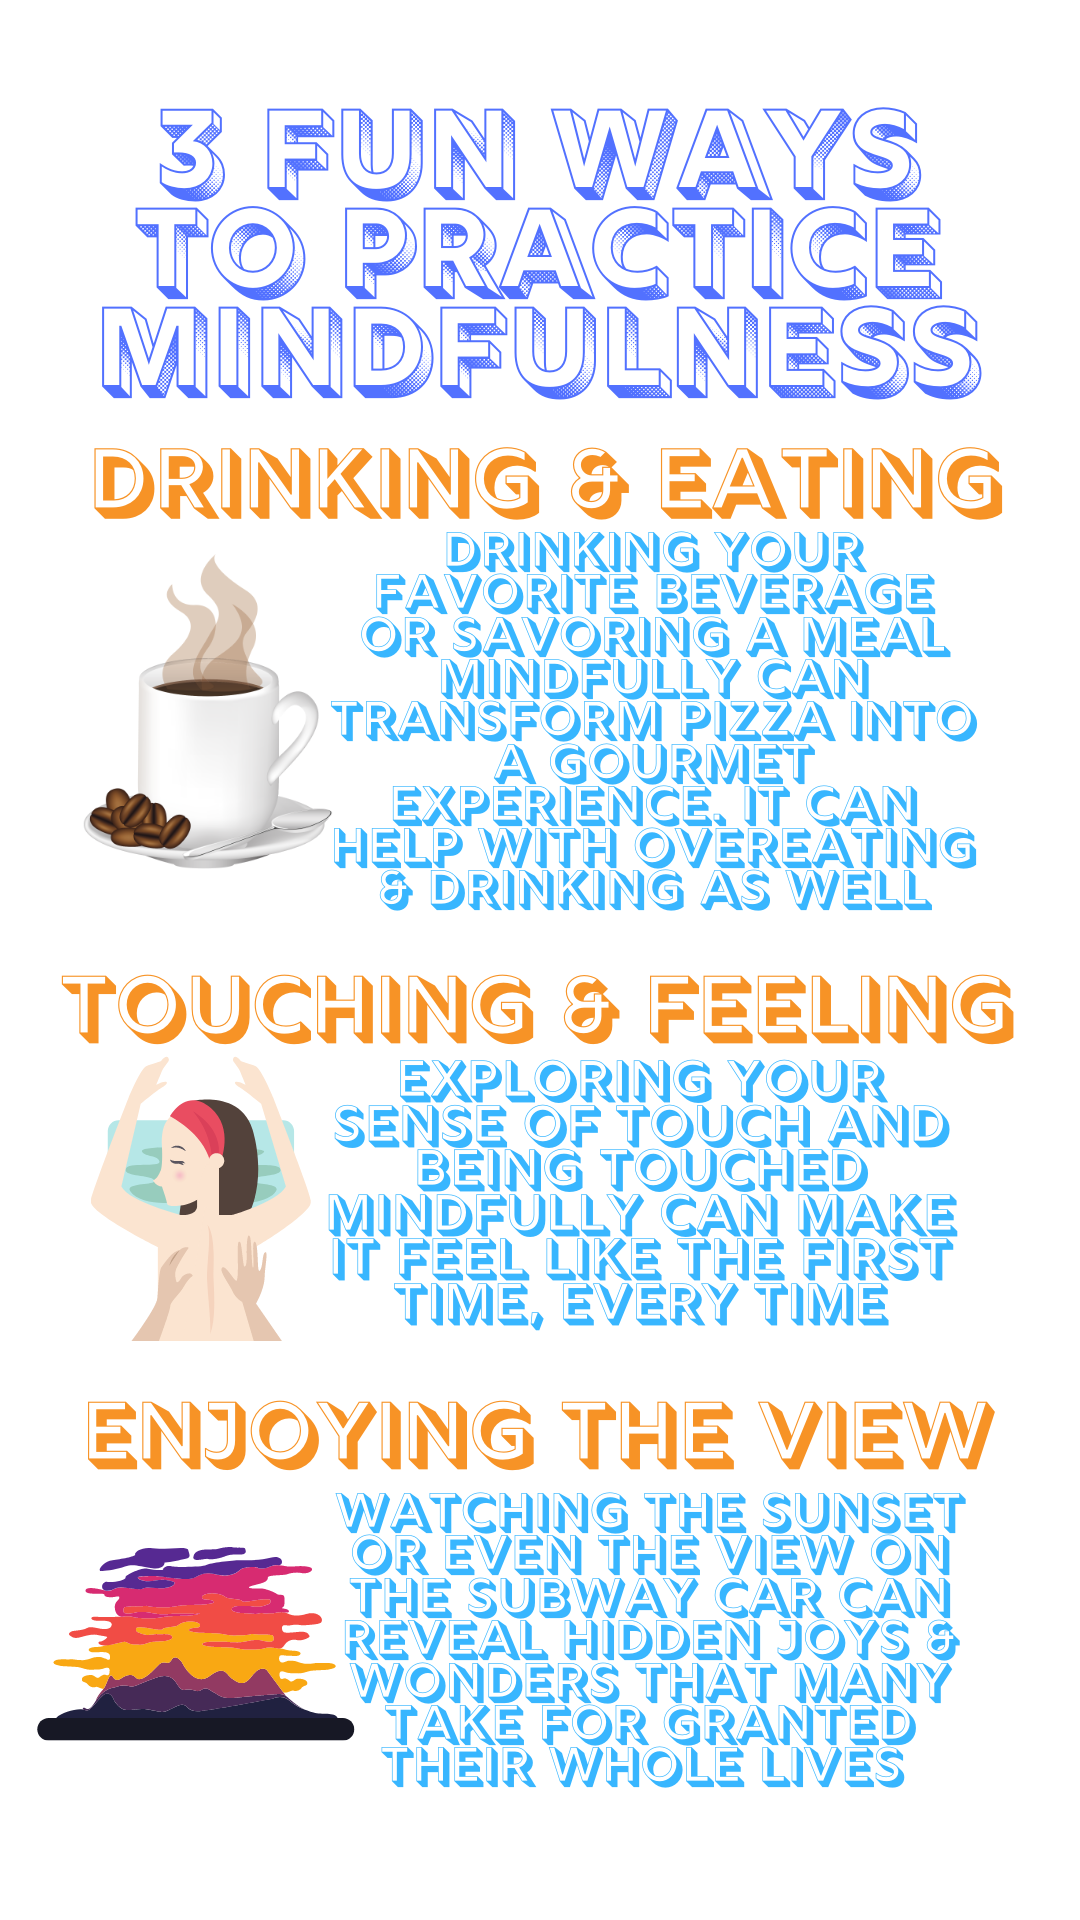 3 FUN WAYS
TO PRACTICE
MINDFULNESS
DRINKING & EATING
DRINKING YOUR
FAVORITE BEVERAGE
OR SAVORING A MEAL
MINDFULLY CAN
TRANSFORM PIZZA INTO
A GOURMET
EXPERIENCE. IT CAN
HELP WITH OVEREATING
& DRINKING AS WELL
TOUCHING & FEELING
EXPLORING YOUR
SENSE OF TOUCH AND
BEING TOUCHED
MINDFULLY CAN MAKE
IT FEEL LIKE THE FIRST
TIME, EVERY TIME
ENJOYING THE VIEW
WATCHING THE SUNSET
OR EVEN THE VIEW ON
THE SUBWAY CAR CAN
REVEAL HIDDEN JOYS &
WONDERS THAT MANY
TAKE FOR GRANTED
THEIR WHOLE LIVES